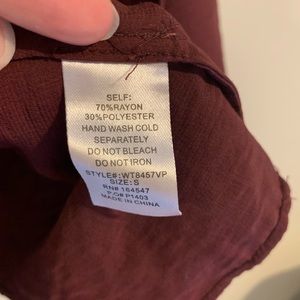 SELF:
70%RAYON
30%POLYESTER
HAND WASH COLD
SEPARATELY
DO NOT BLEACH
DO NOT IRON
STYLE#:WT8457VP
SIZE:S
RN# 164547
P.O#P1403
MADE IN CHINA